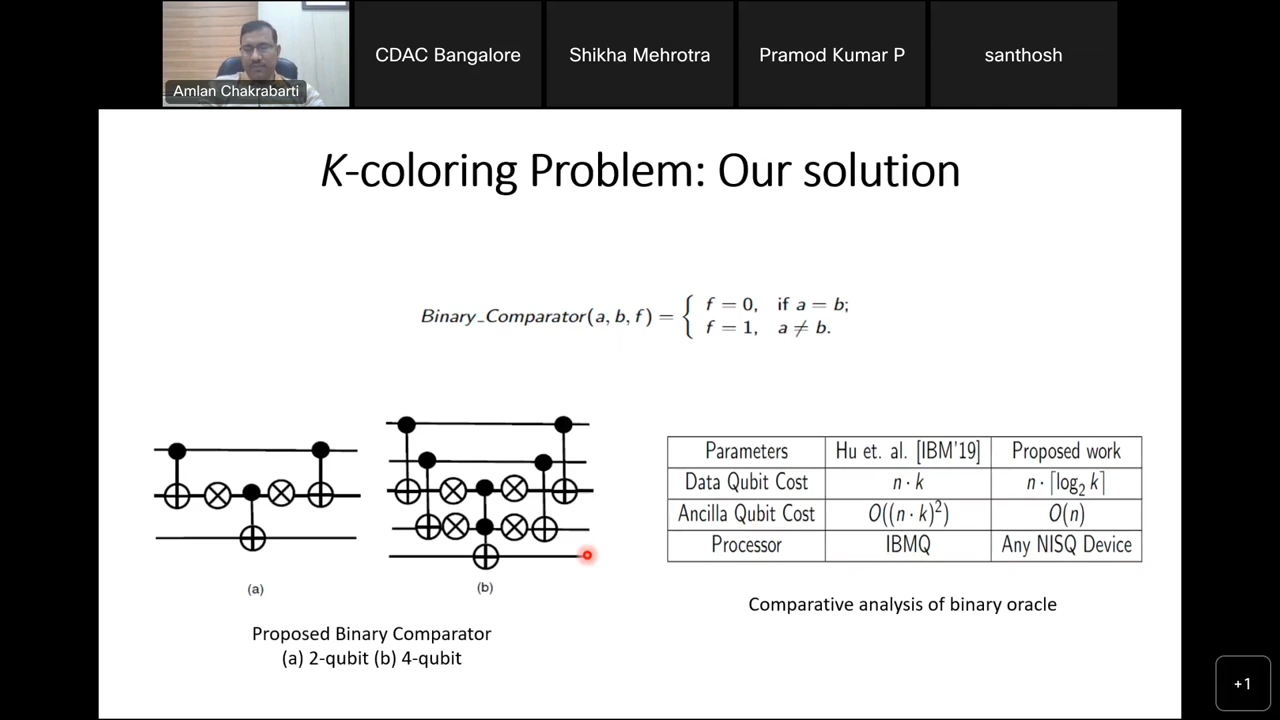 Amlan Chakrabarti
CDAC Bangalore
Shikha Mehrotra
Pramod Kumar P
santhosh
K-coloring Problem: Our solution
Binary_Comparator(a, b, f) = { f = 0, if a = b;
f = 1, a ≠ b.
(a)
(b)
Proposed Binary Comparator
(a) 2-qubit (b) 4-qubit
Parameters Hu et. al. [IBM'19] Proposed work
Data Qubit Cost n · k n · ⌈log₂ k⌉
Ancilla Qubit Cost O((n · k)²) O(n)
Processor IBMQ Any NISQ Device
Comparative analysis of binary oracle
+1